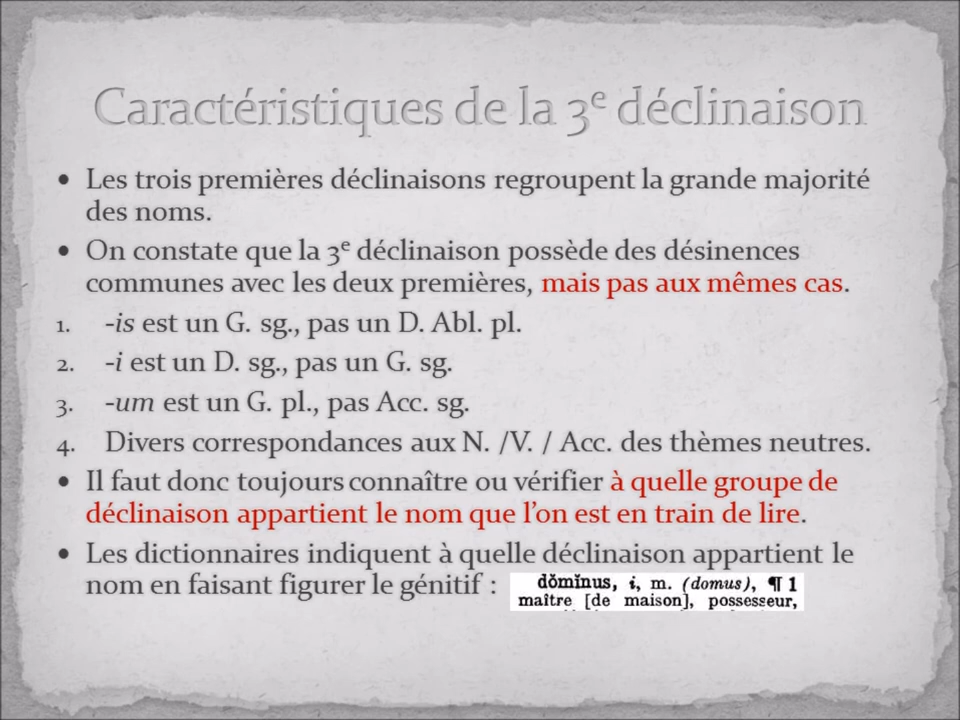 Caractéristiques de la 3e déclinaison
• Les trois premières déclinaisons regroupent la grande majorité
des noms.
• On constate que la 3e déclinaison possède des désinences
communes avec les deux premières, mais pas aux mêmes cas.
1. -is est un G. sg., pas un D. Abl. pl.
2. -i est un D. sg., pas un G. sg.
3. -um est un G. pl., pas Acc. sg.
4. Divers correspondances aux N. /V. / Acc. des thèmes neutres.
• Il faut donc toujours connaître ou vérifier à quelle groupe de
déclinaison appartient le nom que l'on est en train de lire.
• Les dictionnaires indiquent à quelle déclinaison appartient le
nom en faisant figurer le génitif :
dŏmĭnus, i, m. (domus), ¶ 1
maître [de maison], possesseur,